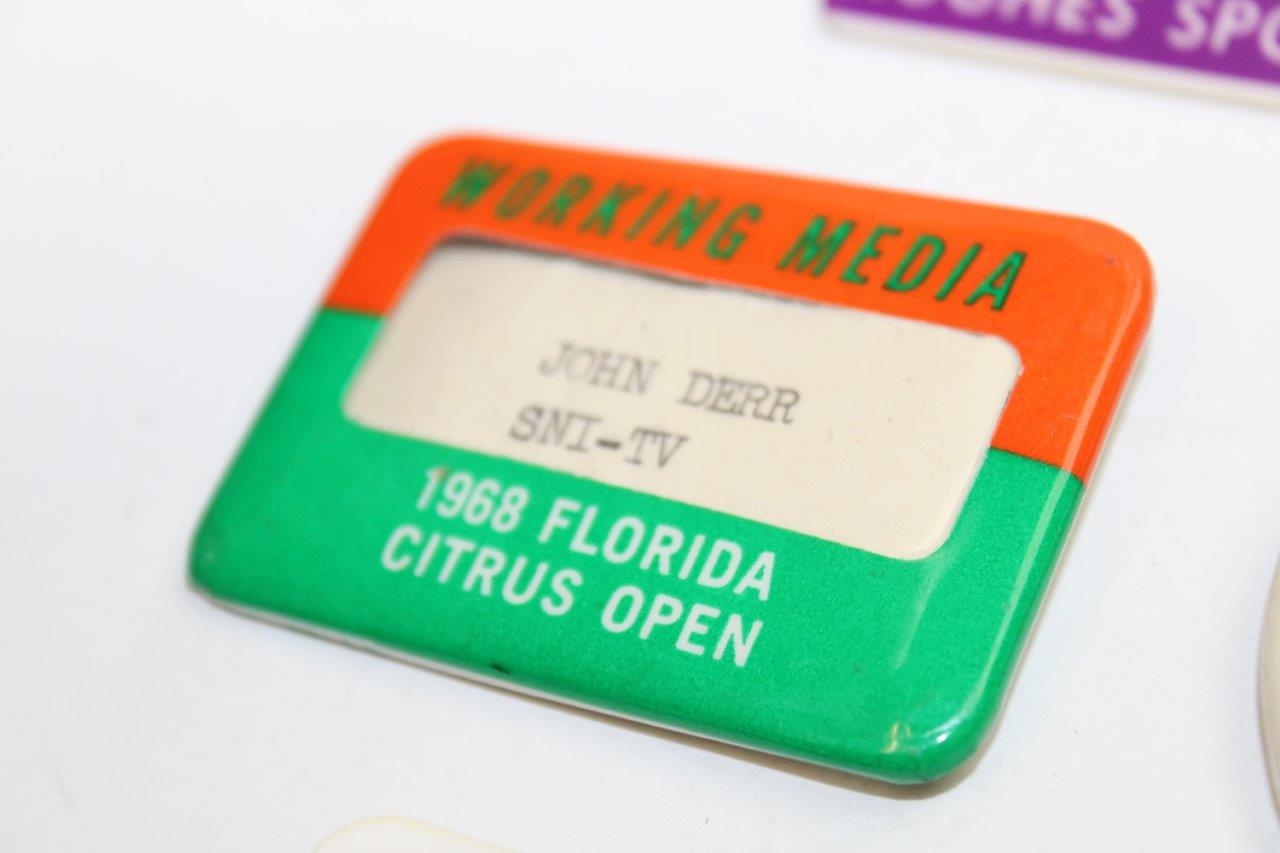 WORKING MEDIA
JOHN DERR
SNI-TV
1968 FLORIDA
CITRUS OPEN